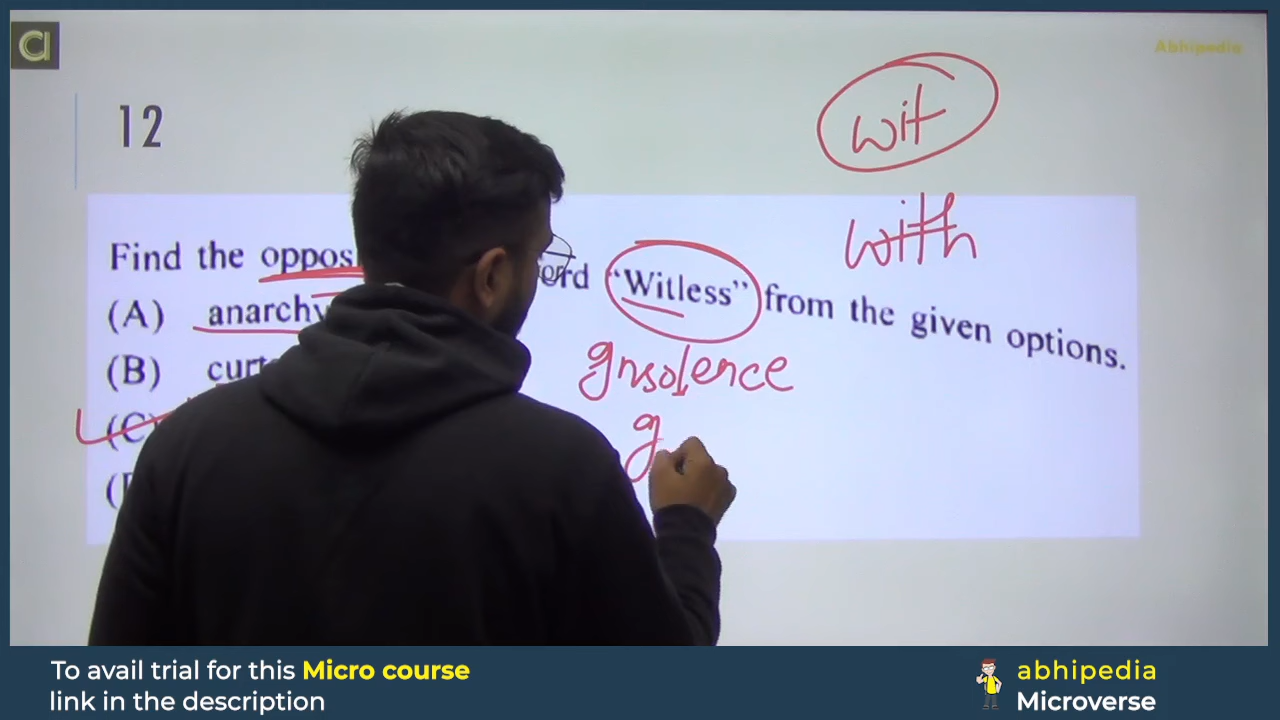 Abhipedia
12
wit
with
Find the oppos ord "Witless" from the given options.
(A) anarchy
(B) curt
(C)
Insolence
To avail trial for this Micro course
link in the description
abhipedia
Microverse